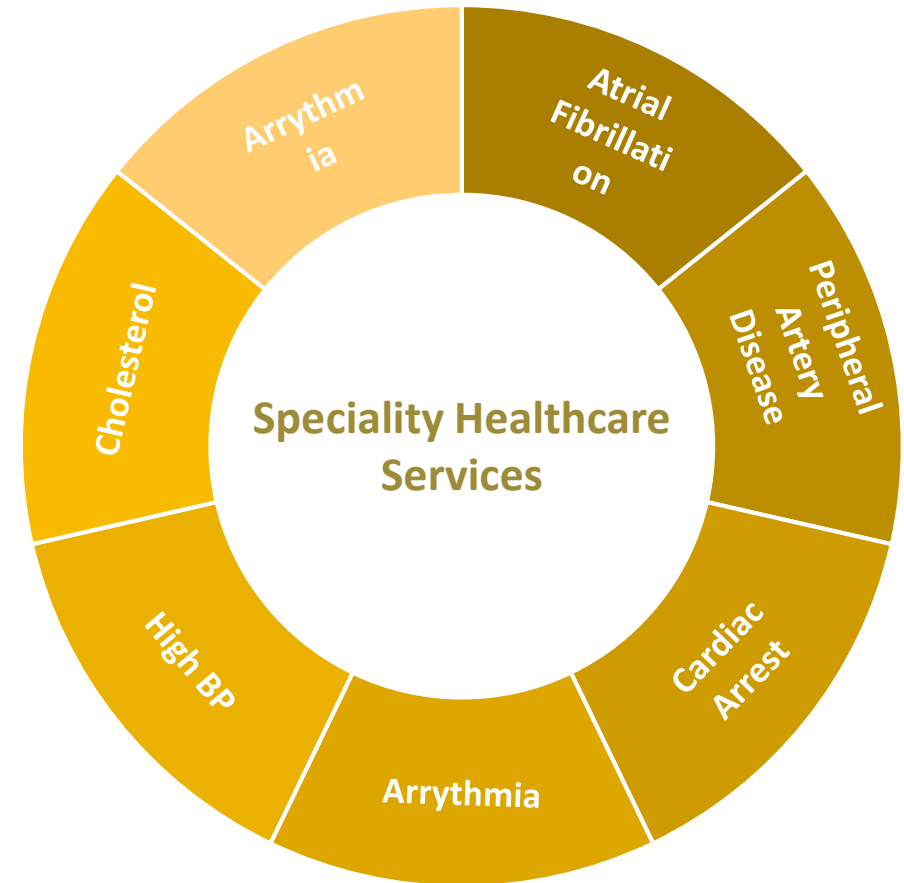 Atrial
Fibrillati
on
Peripheral
Artery
Disease
Cardiac
Arrest
Arrythmia
High BP
Cholesterol
Arrythm
ia
Speciality Healthcare
Services